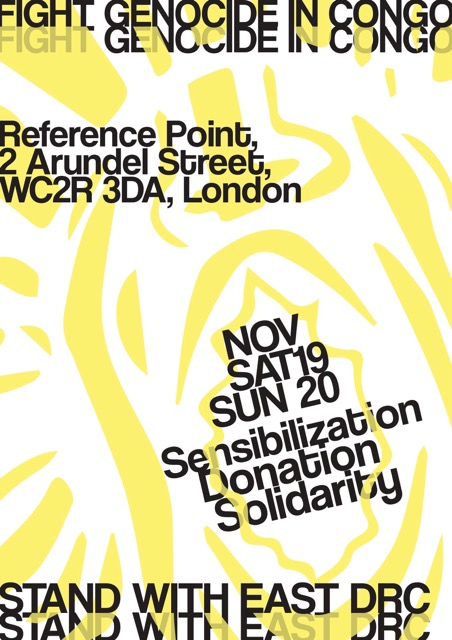 FIGHT GENOCIDE IN CONGO
FIGHT GENOCIDE IN CONGO
Reference Point,
2 Arundel Street,
WC2R 3DA, London
NOV
SAT19
SUN 20
Sensibilization
Donation
Solidarity
STAND WITH EAST DRC
STAND WITH EAST DRC